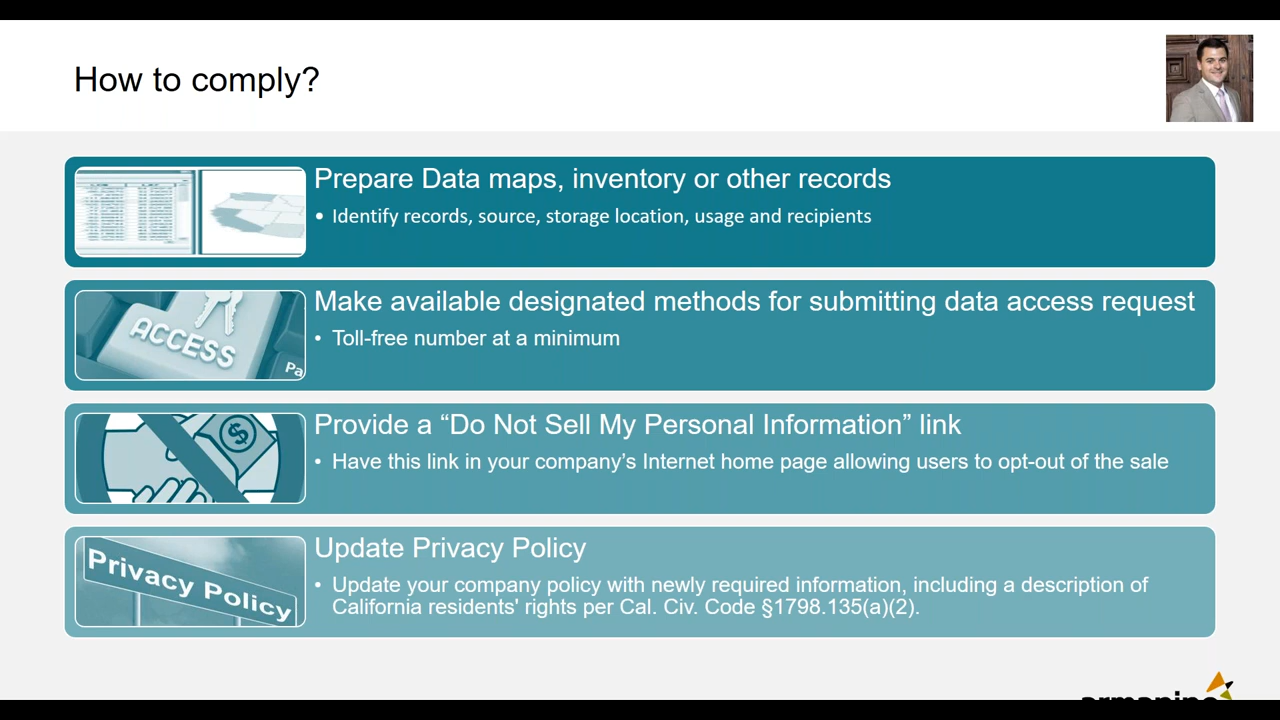 How to comply?
Prepare Data maps, inventory or other records
• Identify records, source, storage location, usage and recipients
ACCESS
Pa
Make available designated methods for submitting data access request
• Toll-free number at a minimum
$
Provide a “Do Not Sell My Personal Information” link
• Have this link in your company’s Internet home page allowing users to opt-out of the sale
Privacy Policy
Update Privacy Policy
• Update your company policy with newly required information, including a description of
California residents' rights per Cal. Civ. Code §1798.135(a)(2).